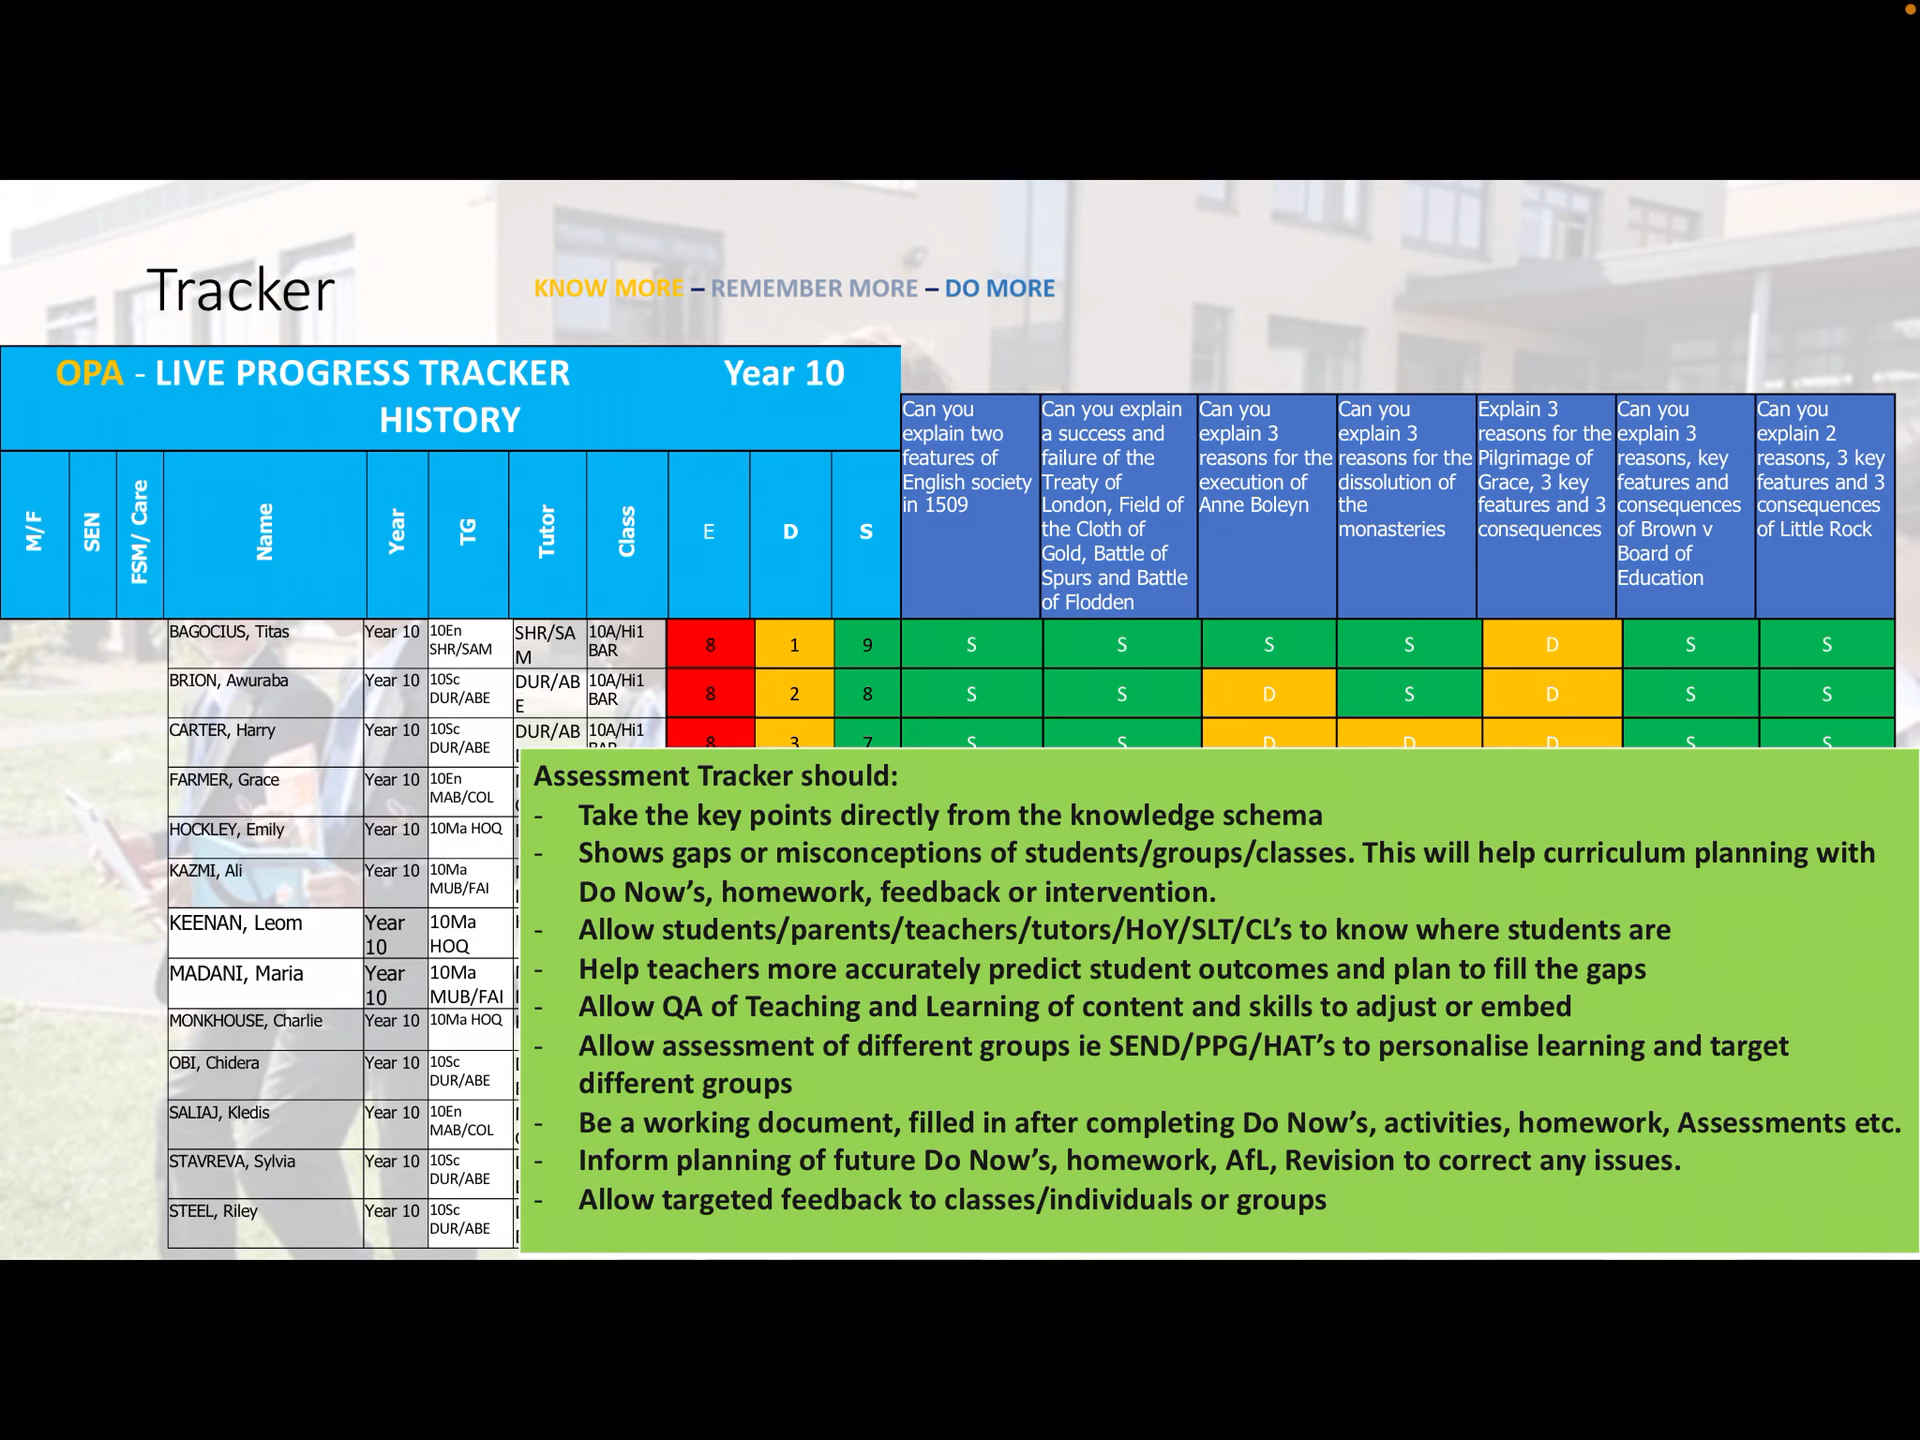 Tracker
KNOW MORE – REMEMBER MORE – DO MORE
OPA - LIVE PROGRESS TRACKER Year 10
HISTORY
M/F SEN FSM/ Care Name Year TG Tutor Class E D S
Can you
explain two
features of
English society
in 1509
Can you explain
a success and
failure of the
Treaty of
London, Field of
the Cloth of
Gold, Battle of
Spurs and Battle
of Flodden
Can you
explain 3
reasons for the
execution of
Anne Boleyn
Can you
explain 3
reasons for the
dissolution of
the
monasteries
Explain 3
reasons for the
Pilgrimage of
Grace, 3 key
features and 3
consequences
Can you
explain 3
reasons, key
features and
consequences
of Brown v
Board of
Education
Can you
explain 2
reasons, 3 key
features and 3
consequences
of Little Rock
BAGOCIUS, Titas Year 10 10En SHR/SA 10A/Hi1 8 1 9 S S S S D S S
SHR/SAM M BAR
BRION, Awuraba Year 10 10Sc DUR/AB 10A/Hi1 8 2 8 S S D S D S S
DUR/ABE E BAR
CARTER, Harry Year 10 10Sc DUR/AB 10A/Hi1 8 3 7 S S D D D S S
DUR/ABE BAR
FARMER, Grace Year 10 10En
MAB/COL
HOCKLEY, Emily Year 10 10Ma HOQ
KAZMI, Ali Year 10 10Ma
MUB/FAI
KEENAN, Leom Year 10Ma
10 HOQ
MADANI, Maria Year 10Ma
10 MUB/FAI
MONKHOUSE, Charlie Year 10 10Ma HOQ
OBI, Chidera Year 10 10Sc
DUR/ABE
SALIAJ, Kledis Year 10 10En
MAB/COL
STAVREVA, Sylvia Year 10 10Sc
DUR/ABE
STEEL, Riley Year 10 10Sc
DUR/ABE
Assessment Tracker should:
- Take the key points directly from the knowledge schema
- Shows gaps or misconceptions of students/groups/classes. This will help curriculum planning with
Do Now’s, homework, feedback or intervention.
- Allow students/parents/teachers/tutors/HoY/SLT/CL’s to know where students are
- Help teachers more accurately predict student outcomes and plan to fill the gaps
- Allow QA of Teaching and Learning of content and skills to adjust or embed
- Allow assessment of different groups ie SEND/PPG/HAT’s to personalise learning and target
different groups
- Be a working document, filled in after completing Do Now’s, activities, homework, Assessments etc.
- Inform planning of future Do Now’s, homework, AfL, Revision to correct any issues.
- Allow targeted feedback to classes/individuals or groups